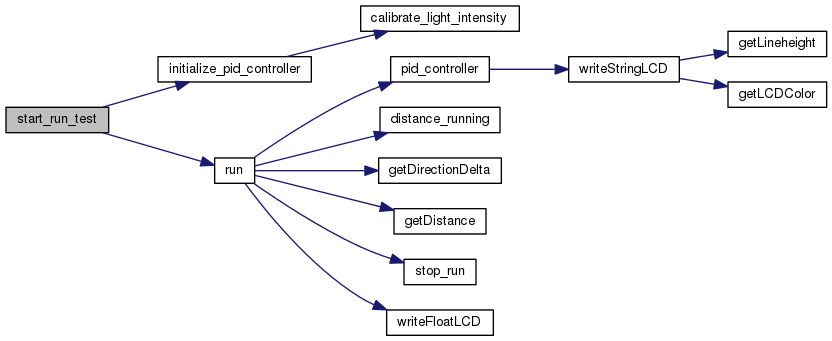 calibrate_light_intensity
initialize_pid_controller
start_run_test
run
pid_controller
writeStringLCD
getLineheight
getLCDColor
distance_running
getDirectionDelta
getDistance
stop_run
writeFloatLCD